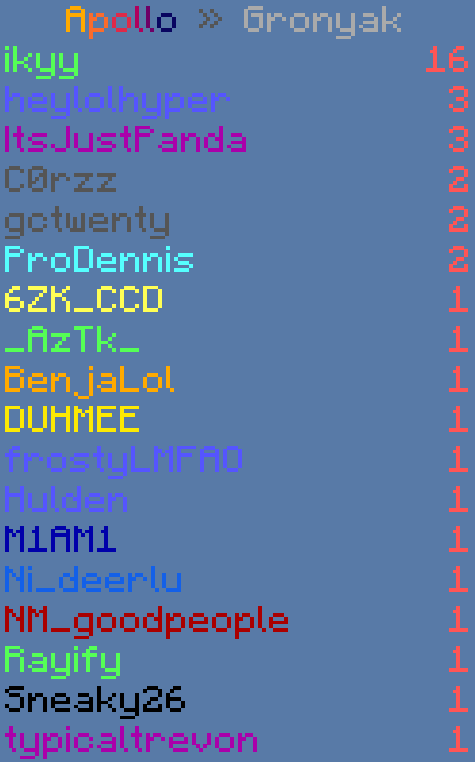 Apollo » Gronyak
ikyy 16
heylolhyper 3
ItsJustPanda 3
C0rzz 2
gctwenty 2
ProDennis 2
6ZK_CCD 1
_AzTk_ 1
BenjaLol 1
DUHMEE 1
frostyLMFAO 1
Hulden 1
M1AM1 1
Ni_deerlu 1
NM_goodpeople 1
Rayify 1
Sneaky26 1
typicaltrevon 1